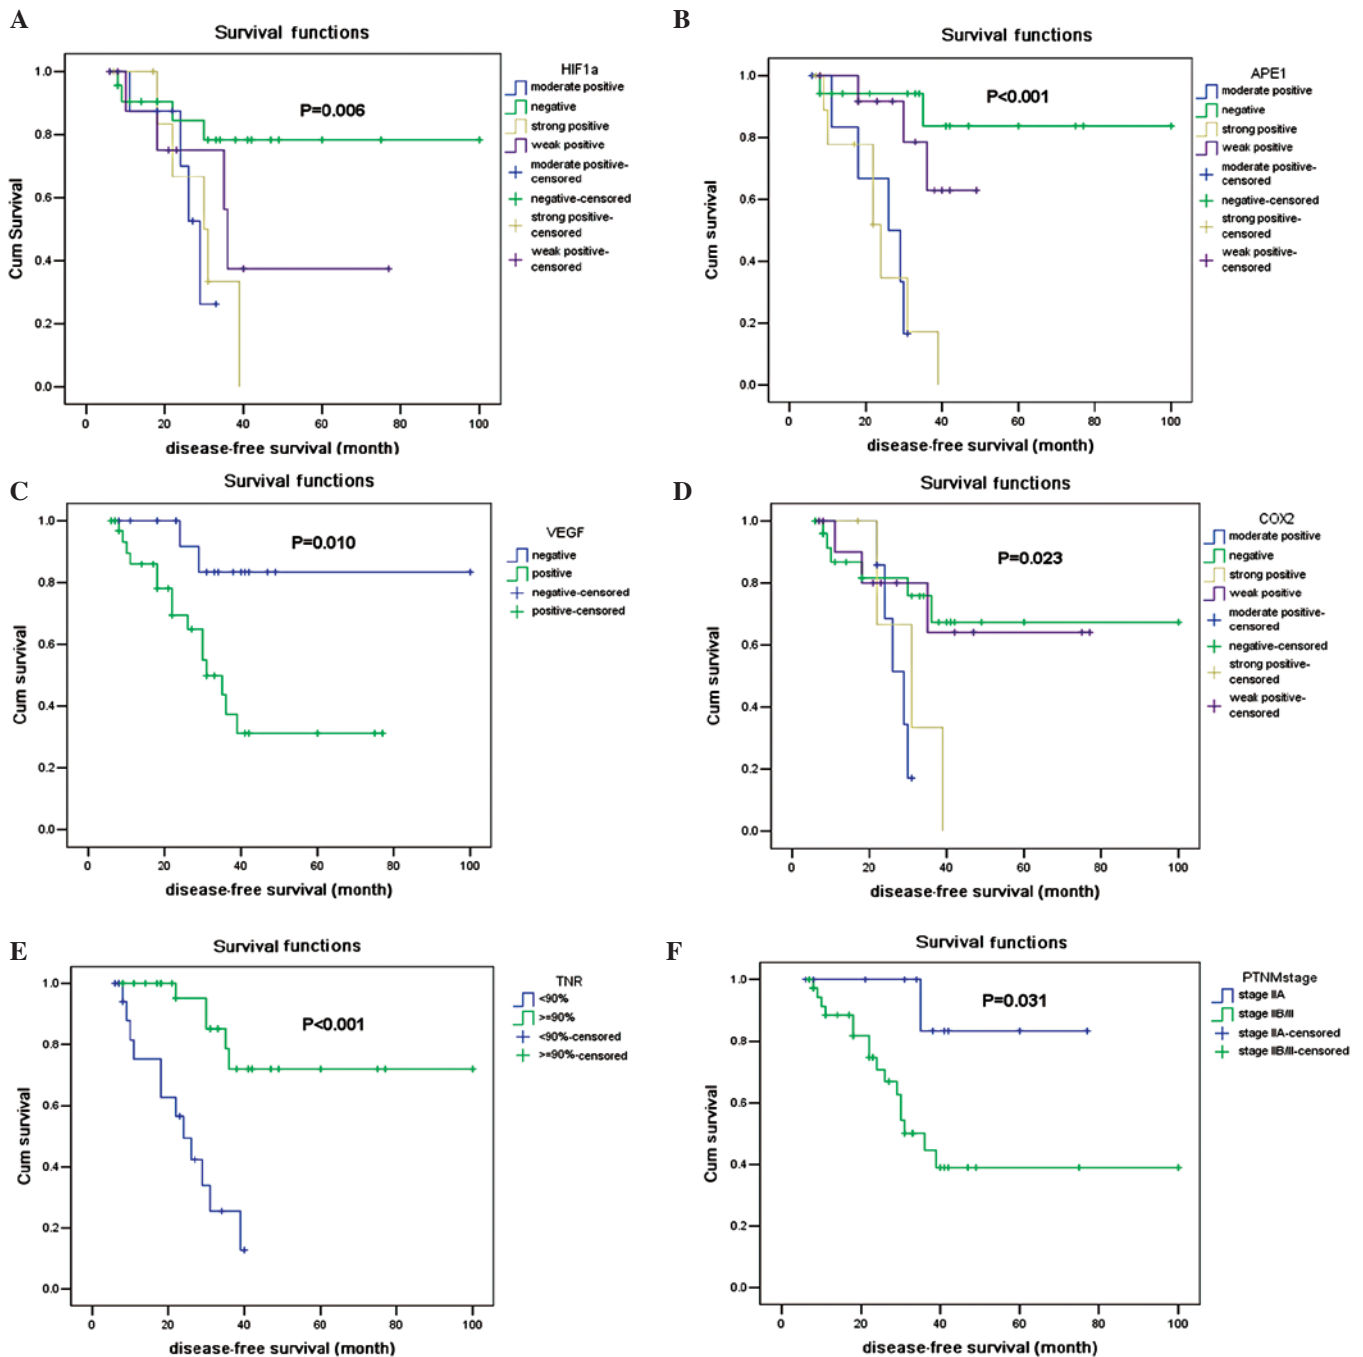 A
Survival functions
1.0
0.8
0.6
0.4
0.2
0.0
Cum Survival
P=0.006
0 20 40 60 80 100
disease-free survival (month)
HIF1a
moderate positive
negative
strong positive
weak positive
moderate positive-
censored
negative-censored
strong positive-
censored
weak positive-
censored
B
Survival functions
1.0
0.8
0.6
0.4
0.2
0.0
Cum survival
P<0.001
0 20 40 60 80 100
disease-free survival (month)
APE1
moderate positive
negative
strong positive
weak positive
moderate positive-
censored
negative-censored
strong positive-
censored
weak positive-
censored
C
Survival functions
1.0
0.8
0.6
0.4
0.2
0.0
Cum survival
P=0.010
0 20 40 60 80 100
disease-free survival (month)
VEGF
negative
positive
negative-censored
positive-censored
D
Survival functions
1.0
0.8
0.6
0.4
0.2
0.0
Cum survival
P=0.023
0 20 40 60 80 100
disease-free survival (month)
COX2
moderate positive
negative
strong positive
weak positive
moderate positive-
censored
negative-censored
strong positive-
censored
weak positive-
censored
E
Survival functions
1.0
0.8
0.6
0.4
0.2
0.0
Cum survival
P<0.001
0 20 40 60 80 100
disease-free survival (month)
TNR
<90%
>=90%
<90%-censored
>=90%-censored
F
Survival functions
1.0
0.8
0.6
0.4
0.2
0.0
Cum survival
P=0.031
0 20 40 60 80 100
disease-free survival (month)
PTNMstage
stage IIA
stage IIB/III
stage IIA-censored
stage IIB/II-censored